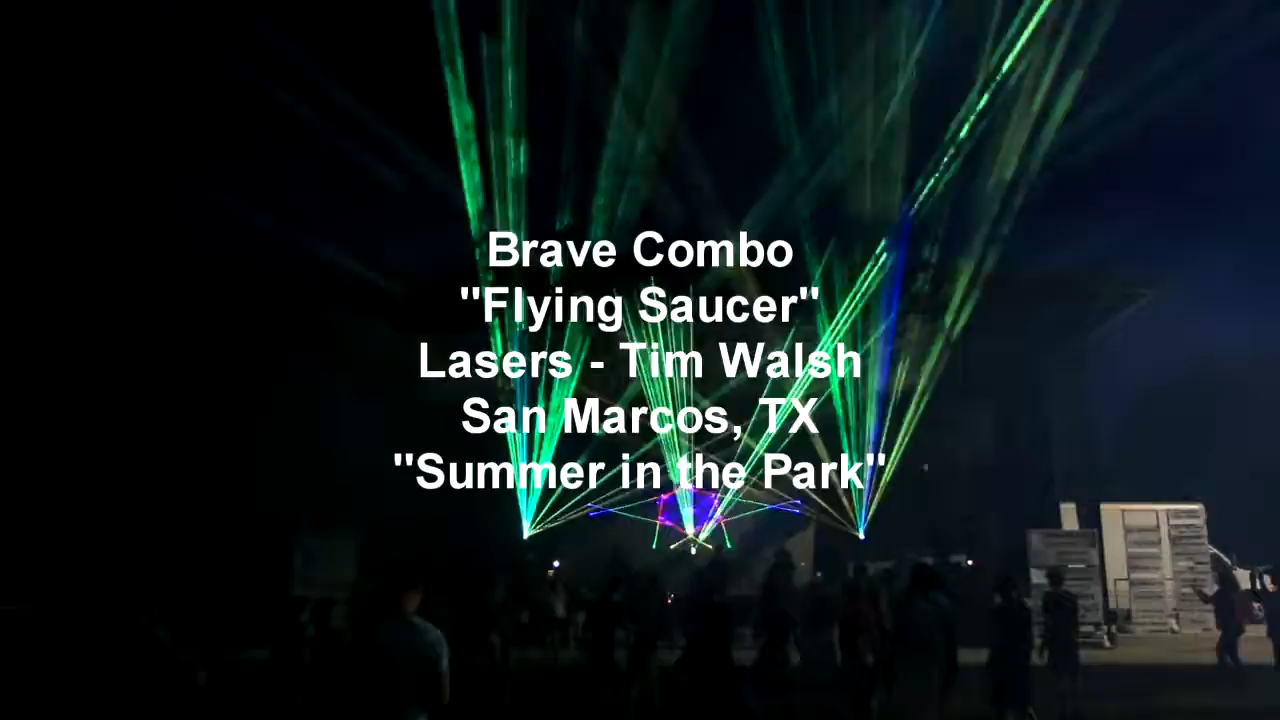 Brave Combo
"Flying Saucer"
Lasers - Tim Walsh
San Marcos, TX
"Summer in the Park"